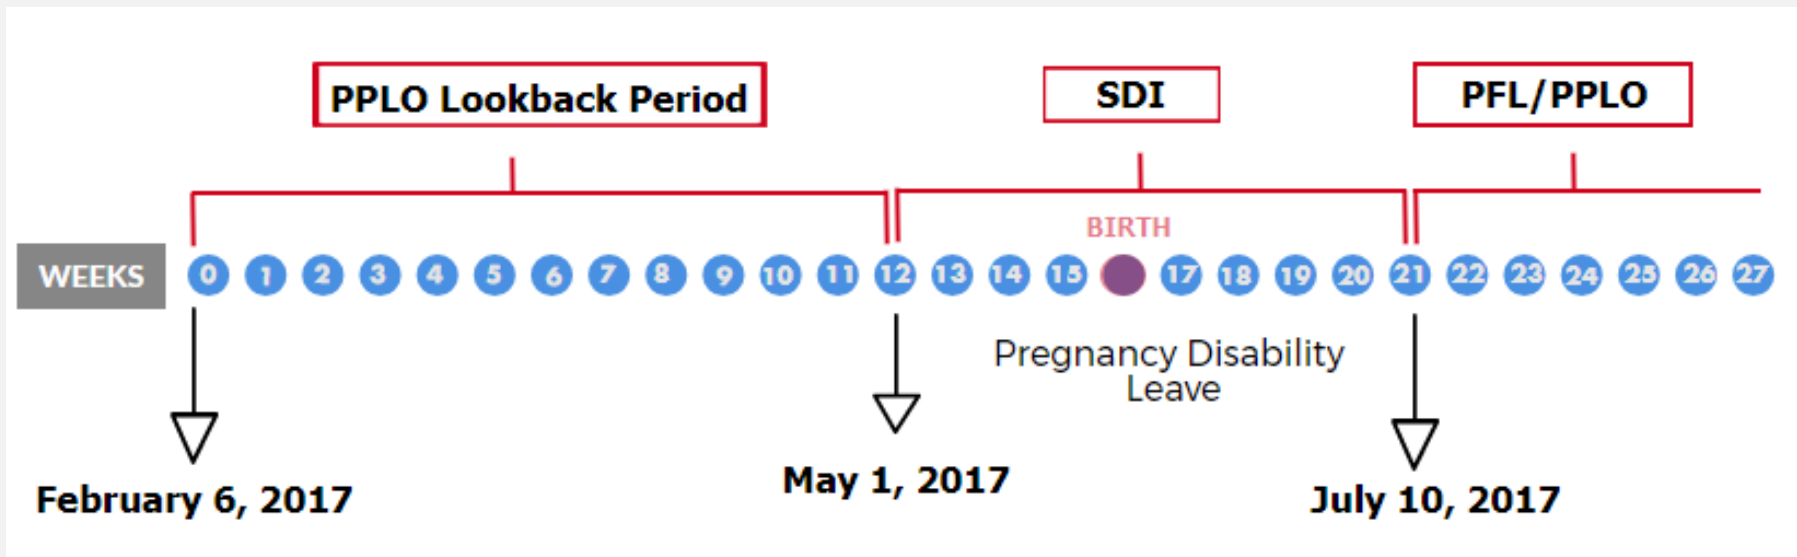 PPLO Lookback Period
SDI
PFL/PPLO
BIRTH
WEEKS 0 1 2 3 4 5 6 7 8 9 10 11 12 13 14 15 17 18 19 20 21 22 23 24 25 26 27
Pregnancy Disability
Leave
February 6, 2017
May 1, 2017
July 10, 2017